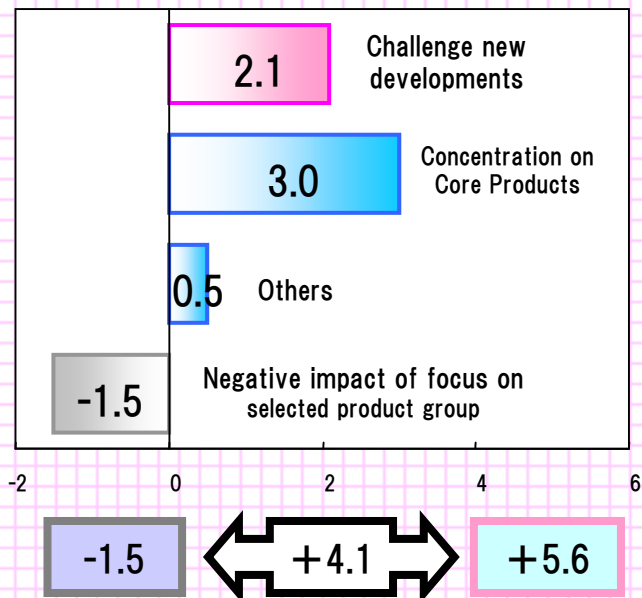 2.1
Challenge new
developments
3.0
Concentration on
Core Products
0.5
Others
-1.5
Negative impact of focus on
selected product group
-2 0 2 4 6
-1.5 +4.1 +5.6